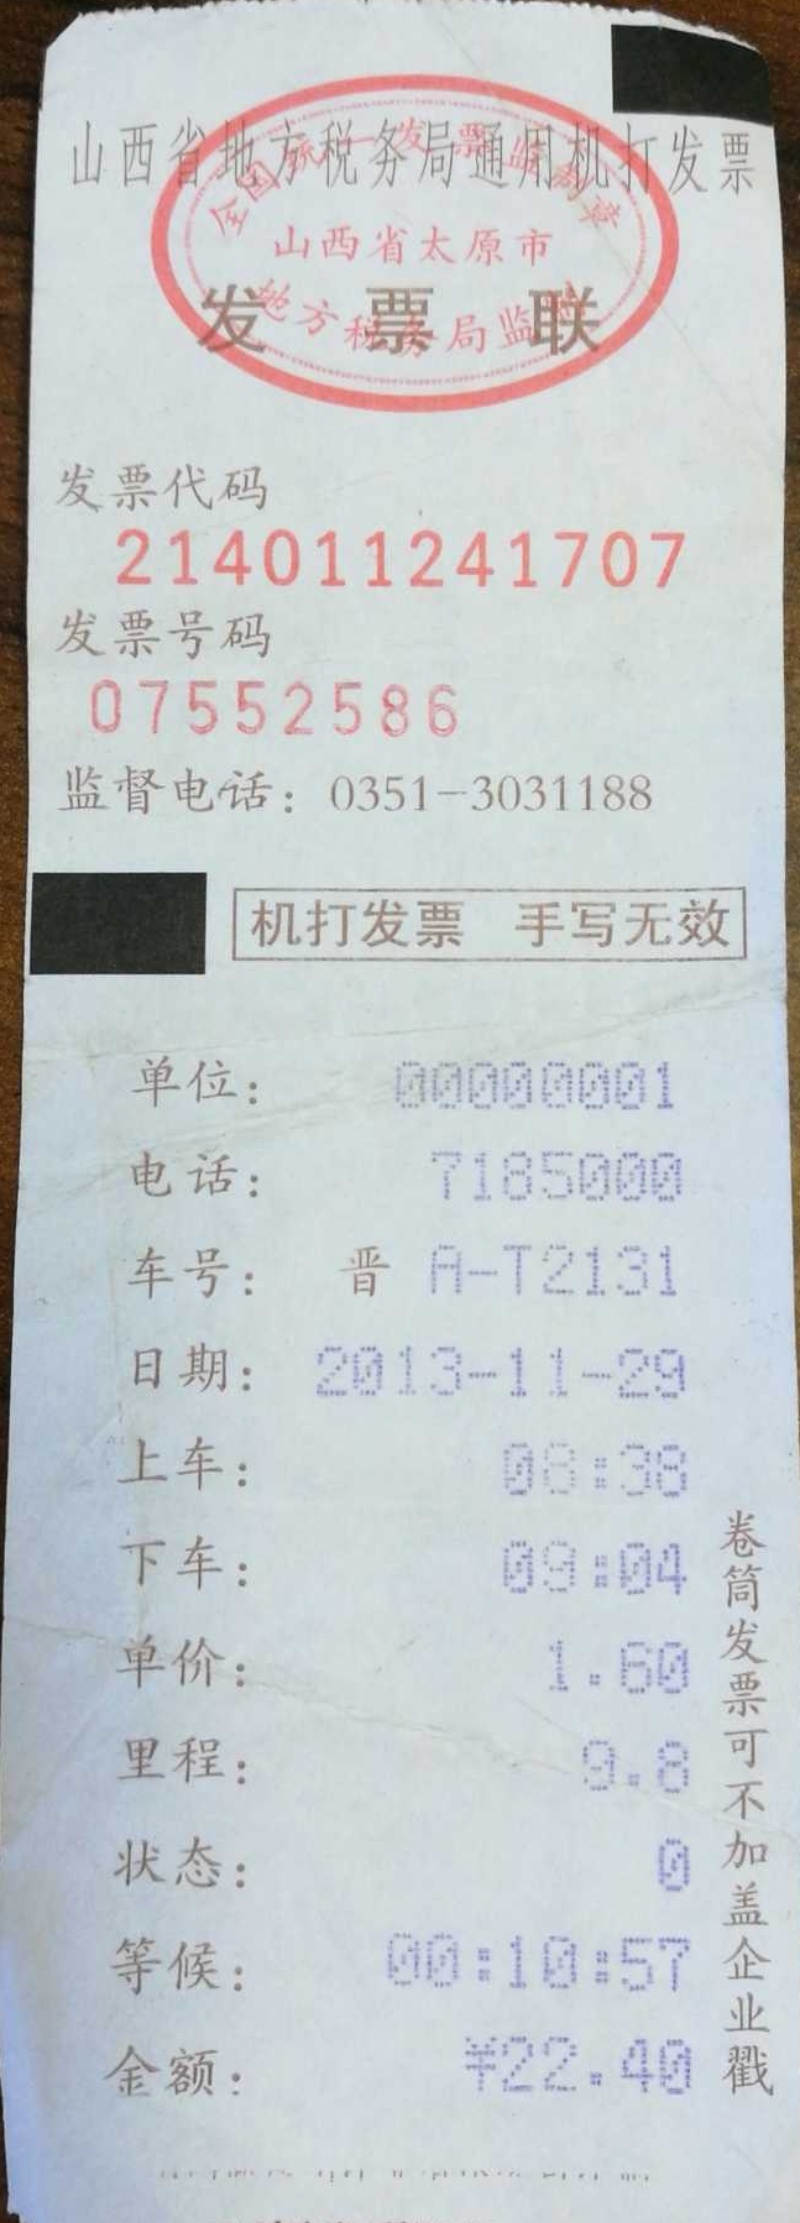 山西省地方税务局通用机打发票
全国统一发票监制章
山西省太原市
地方税务局监制
发票联
发票代码
214011241707
发票号码
07552586
监督电话：0351-3031188
机打发票 手写无效
单位： 00000001
电话： 7185000
车号： 晋 A-T2131
日期： 2013-11-29
上车： 08:38
下车： 09:04
单价： 1.60
里程： 9.8
状态： 0
等候： 00:10:57
金额： ¥22.40
卷筒发票可不加盖企业戳